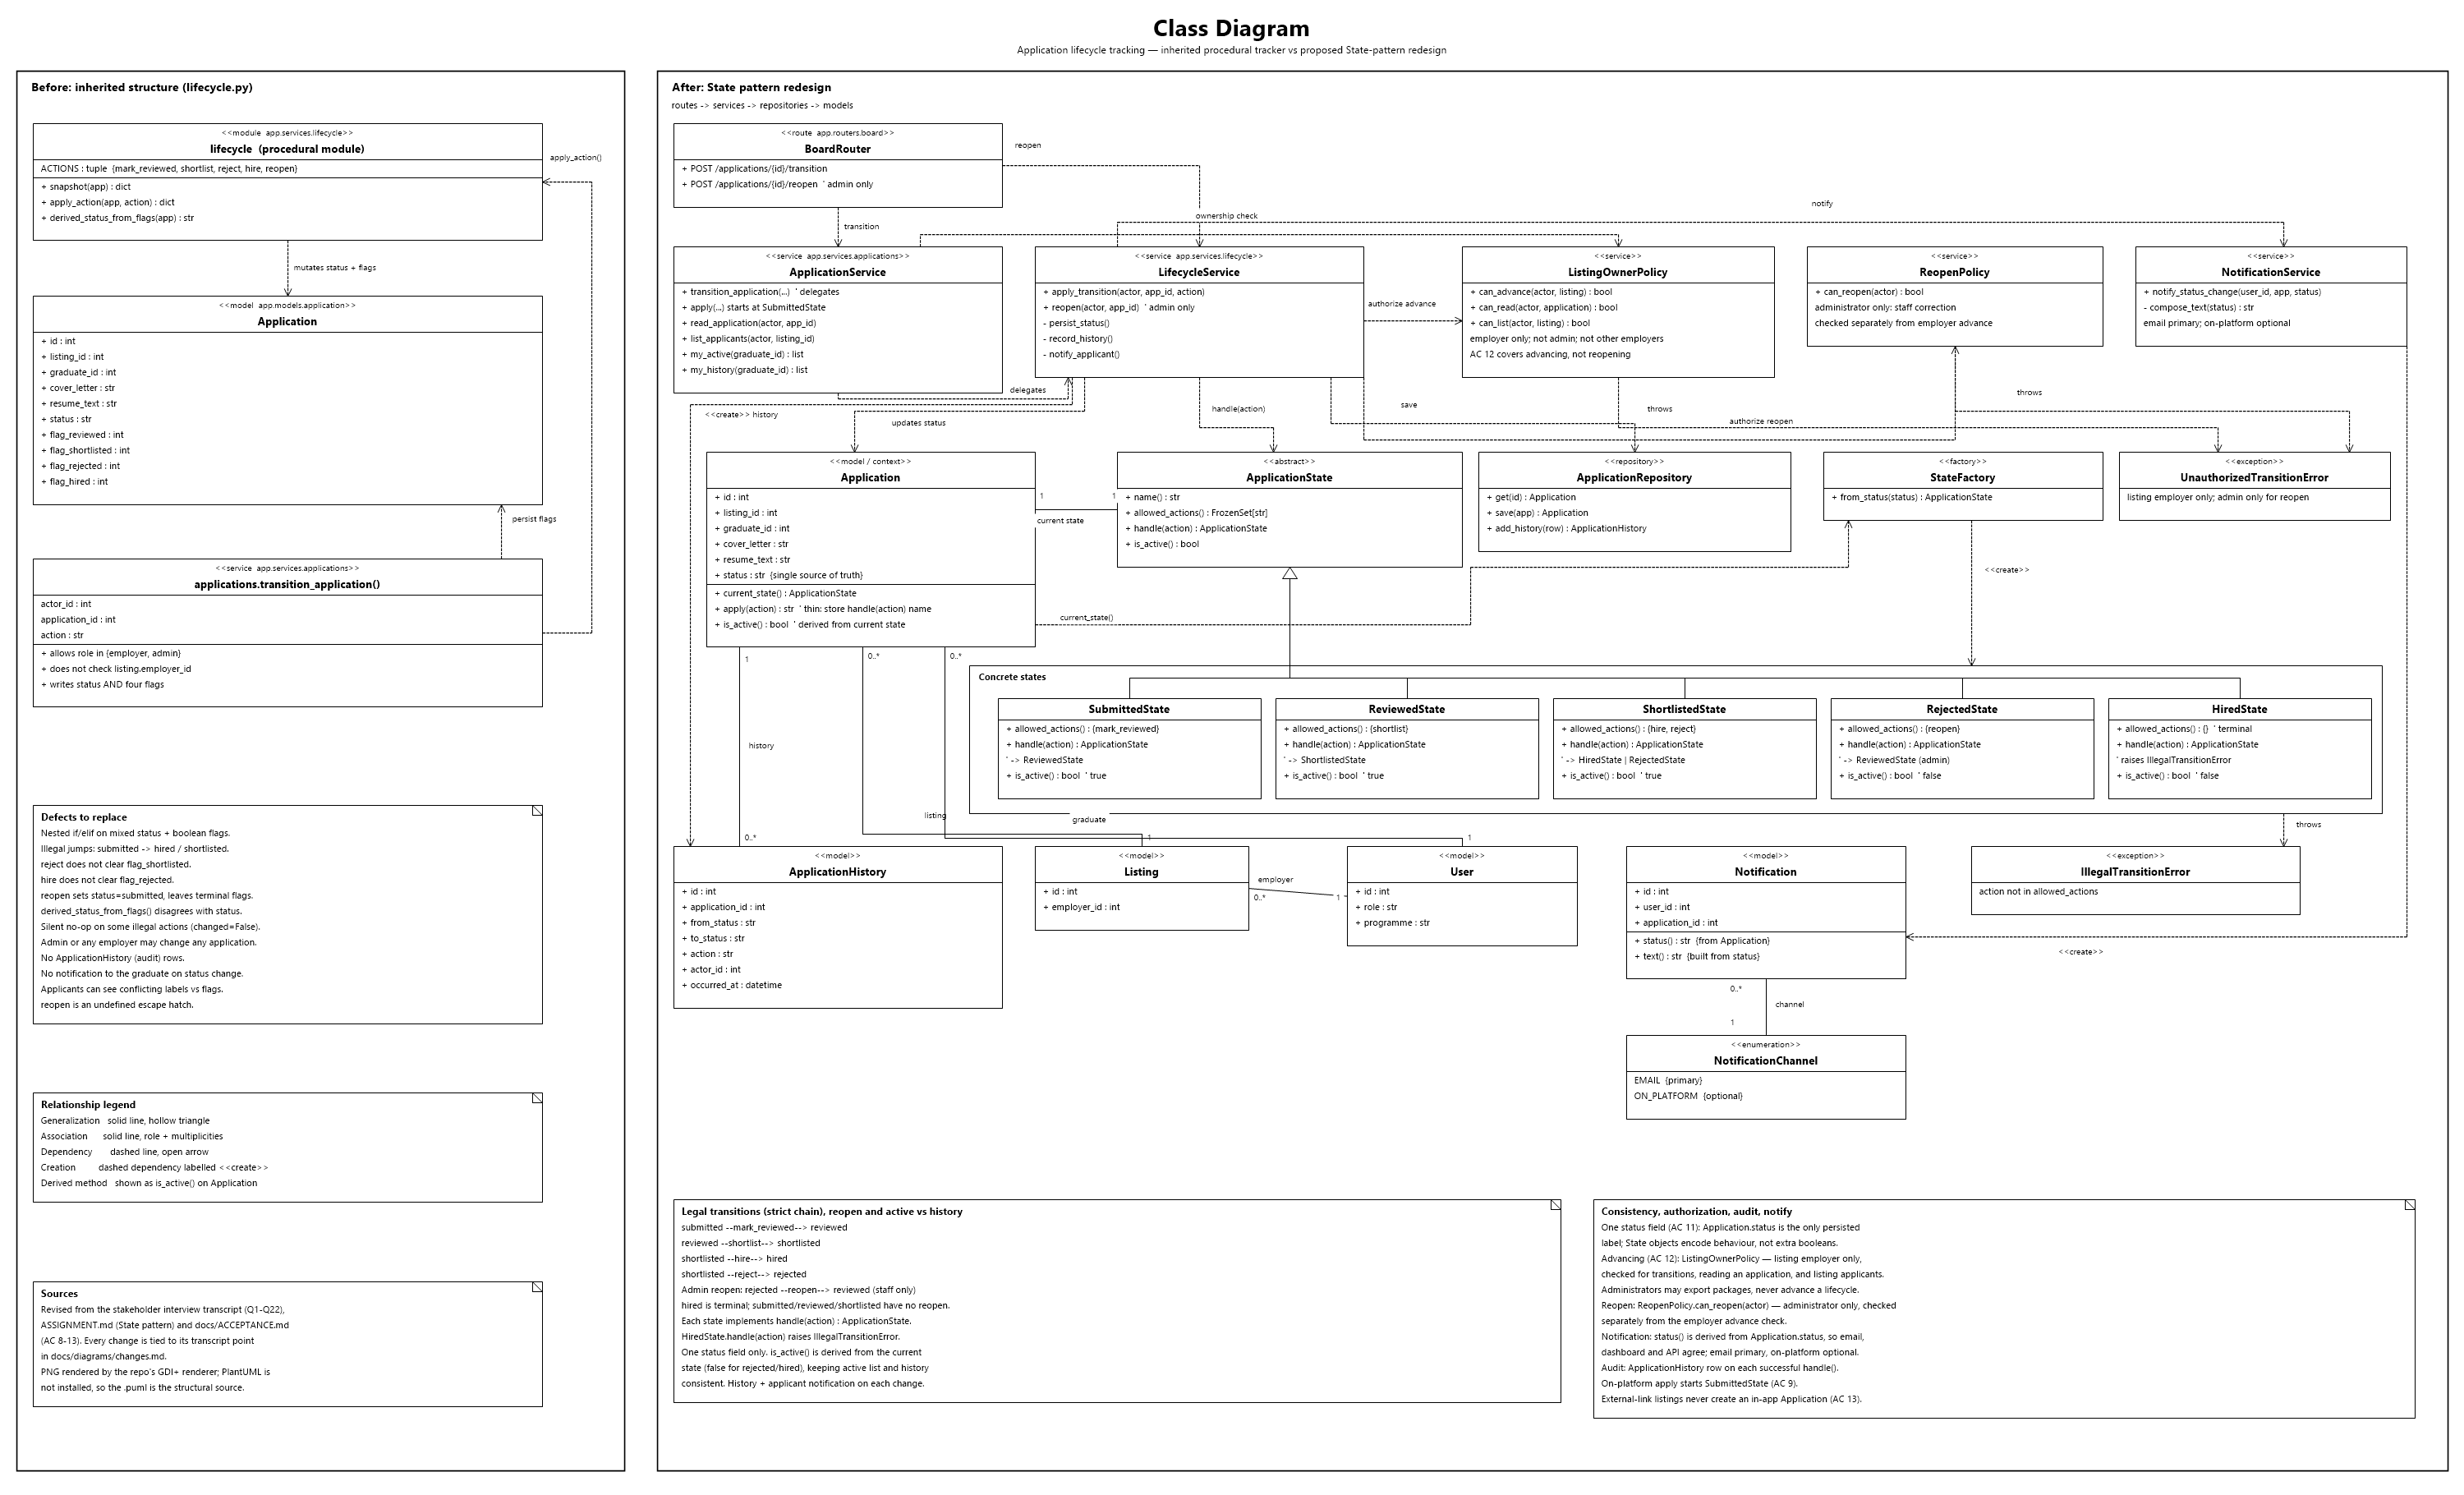 Class Diagram
Application lifecycle tracking — inherited procedural tracker vs proposed State-pattern redesign
Before: inherited structure (lifecycle.py)
<<module app.services.lifecycle>>
lifecycle (procedural module)
ACTIONS : tuple {mark_reviewed, shortlist, reject, hire, reopen}
+ snapshot(app) : dict
+ apply_action(app, action) : dict
+ derived_status_from_flags(app) : str
apply_action()
mutates status + flags
<<model app.models.application>>
Application
+ id : int
+ listing_id : int
+ graduate_id : int
+ cover_letter : str
+ resume_text : str
+ status : str
+ flag_reviewed : int
+ flag_shortlisted : int
+ flag_rejected : int
+ flag_hired : int
persist flags
<<service app.services.applications>>
applications.transition_application()
actor_id : int
application_id : int
action : str
+ allows role in {employer, admin}
+ does not check listing.employer_id
+ writes status AND four flags
Defects to replace
Nested if/elif on mixed status + boolean flags.
Illegal jumps: submitted -> hired / shortlisted.
reject does not clear flag_shortlisted.
hire does not clear flag_rejected.
reopen sets status=submitted, leaves terminal flags.
derived_status_from_flags() disagrees with status.
Silent no-op on some illegal actions (changed=False).
Admin or any employer may change any application.
No ApplicationHistory (audit) rows.
No notification to the graduate on status change.
Applicants can see conflicting labels vs flags.
reopen is an undefined escape hatch.
Relationship legend
Generalization solid line, hollow triangle
Association solid line, role + multiplicities
Dependency dashed line, open arrow
Creation dashed dependency labelled <<create>>
Derived method shown as is_active() on Application
Sources
Revised from the stakeholder interview transcript (Q1-Q22),
ASSIGNMENT.md (State pattern) and docs/ACCEPTANCE.md
(AC 8-13). Every change is tied to its transcript point
in docs/diagrams/changes.md.
PNG rendered by the repo's GDI+ renderer; PlantUML is
not installed, so the .puml is the structural source.
After: State pattern redesign
routes -> services -> repositories -> models
<<route app.routers.board>>
BoardRouter
+ POST /applications/{id}/transition
+ POST /applications/{id}/reopen ' admin only
reopen
transition
ownership check
notify
<<service app.services.applications>>
ApplicationService
+ transition_application(...) ' delegates
+ apply(...) starts at SubmittedState
+ read_application(actor, app_id)
+ list_applicants(actor, listing_id)
+ my_active(graduate_id) : list
+ my_history(graduate_id) : list
<<service app.services.lifecycle>>
LifecycleService
+ apply_transition(actor, app_id, action)
+ reopen(actor, app_id) ' admin only
- persist_status()
- record_history()
- notify_applicant()
authorize advance
<<service>>
ListingOwnerPolicy
+ can_advance(actor, listing) : bool
+ can_read(actor, application) : bool
+ can_list(actor, listing) : bool
employer only; not admin; not other employers
AC 12 covers advancing, not reopening
<<service>>
ReopenPolicy
+ can_reopen(actor) : bool
administrator only: staff correction
checked separately from employer advance
<<service>>
NotificationService
+ notify_status_change(user_id, app, status)
- compose_text(status) : str
email primary; on-platform optional
delegates
<<create>> history
updates status
handle(action)
save
throws
authorize reopen
throws
<<model / context>>
Application
+ id : int
+ listing_id : int
+ graduate_id : int
+ cover_letter : str
+ resume_text : str
+ status : str {single source of truth}
+ current_state() : ApplicationState
+ apply(action) : str ' thin: store handle(action) name
+ is_active() : bool ' derived from current state
1
1
current state
<<abstract>>
ApplicationState
+ name() : str
+ allowed_actions() : FrozenSet[str]
+ handle(action) : ApplicationState
+ is_active() : bool
<<repository>>
ApplicationRepository
+ get(id) : Application
+ save(app) : Application
+ add_history(row) : ApplicationHistory
<<factory>>
StateFactory
+ from_status(status) : ApplicationState
<<exception>>
UnauthorizedTransitionError
listing employer only; admin only for reopen
<<create>>
current_state()
1
0..*
0..*
Concrete states
SubmittedState
+ allowed_actions() : {mark_reviewed}
+ handle(action) : ApplicationState
' -> ReviewedState
+ is_active() : bool ' true
ReviewedState
+ allowed_actions() : {shortlist}
+ handle(action) : ApplicationState
' -> ShortlistedState
+ is_active() : bool ' true
ShortlistedState
+ allowed_actions() : {hire, reject}
+ handle(action) : ApplicationState
' -> HiredState | RejectedState
+ is_active() : bool ' true
RejectedState
+ allowed_actions() : {reopen}
+ handle(action) : ApplicationState
' -> ReviewedState (admin)
+ is_active() : bool ' false
HiredState
+ allowed_actions() : {} ' terminal
+ handle(action) : ApplicationState
' raises IllegalTransitionError
+ is_active() : bool ' false
history
listing
graduate
throws
0..*
1
1
<<model>>
ApplicationHistory
+ id : int
+ application_id : int
+ from_status : str
+ to_status : str
+ action : str
+ actor_id : int
+ occurred_at : datetime
<<model>>
Listing
+ id : int
+ employer_id : int
employer
0..*
1
<<model>>
User
+ id : int
+ role : str
+ programme : str
<<model>>
Notification
+ id : int
+ user_id : int
+ application_id : int
+ status() : str {from Application}
+ text() : str {built from status}
<<exception>>
IllegalTransitionError
action not in allowed_actions
<<create>>
0..*
channel
1
<<enumeration>>
NotificationChannel
EMAIL {primary}
ON_PLATFORM {optional}
Legal transitions (strict chain), reopen and active vs history
submitted --mark_reviewed--> reviewed
reviewed --shortlist--> shortlisted
shortlisted --hire--> hired
shortlisted --reject--> rejected
Admin reopen: rejected --reopen--> reviewed (staff only)
hired is terminal; submitted/reviewed/shortlisted have no reopen.
Each state implements handle(action) : ApplicationState.
HiredState.handle(action) raises IllegalTransitionError.
One status field only. is_active() is derived from the current
state (false for rejected/hired), keeping active list and history
consistent. History + applicant notification on each change.
Consistency, authorization, audit, notify
One status field (AC 11): Application.status is the only persisted
label; State objects encode behaviour, not extra booleans.
Advancing (AC 12): ListingOwnerPolicy — listing employer only,
checked for transitions, reading an application, and listing applicants.
Administrators may export packages, never advance a lifecycle.
Reopen: ReopenPolicy.can_reopen(actor) — administrator only, checked
separately from the employer advance check.
Notification: status() is derived from Application.status, so email,
dashboard and API agree; email primary, on-platform optional.
Audit: ApplicationHistory row on each successful handle().
On-platform apply starts SubmittedState (AC 9).
External-link listings never create an in-app Application (AC 13).